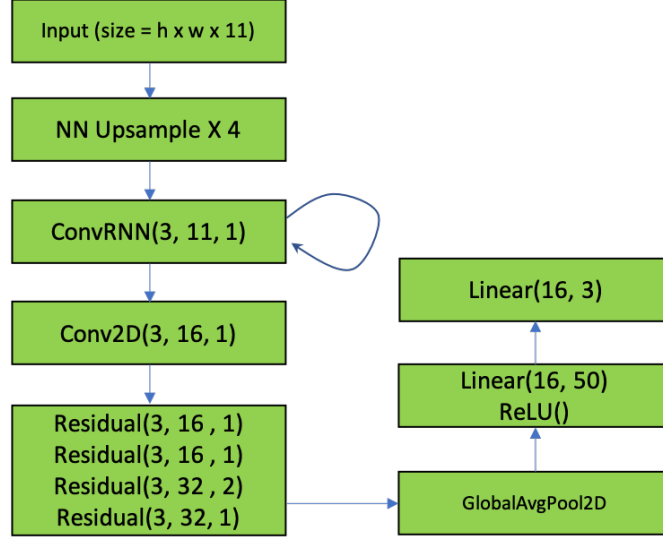 Input (size = h x w x 11)
NN Upsample X 4
ConvRNN(3, 11, 1)
Conv2D(3, 16, 1)
Residual(3, 16 , 1)
Residual(3, 16, 1)
Residual(3, 32 , 2)
Residual(3, 32, 1)
GlobalAvgPool2D
Linear(16, 50)
ReLU()
Linear(16, 3)